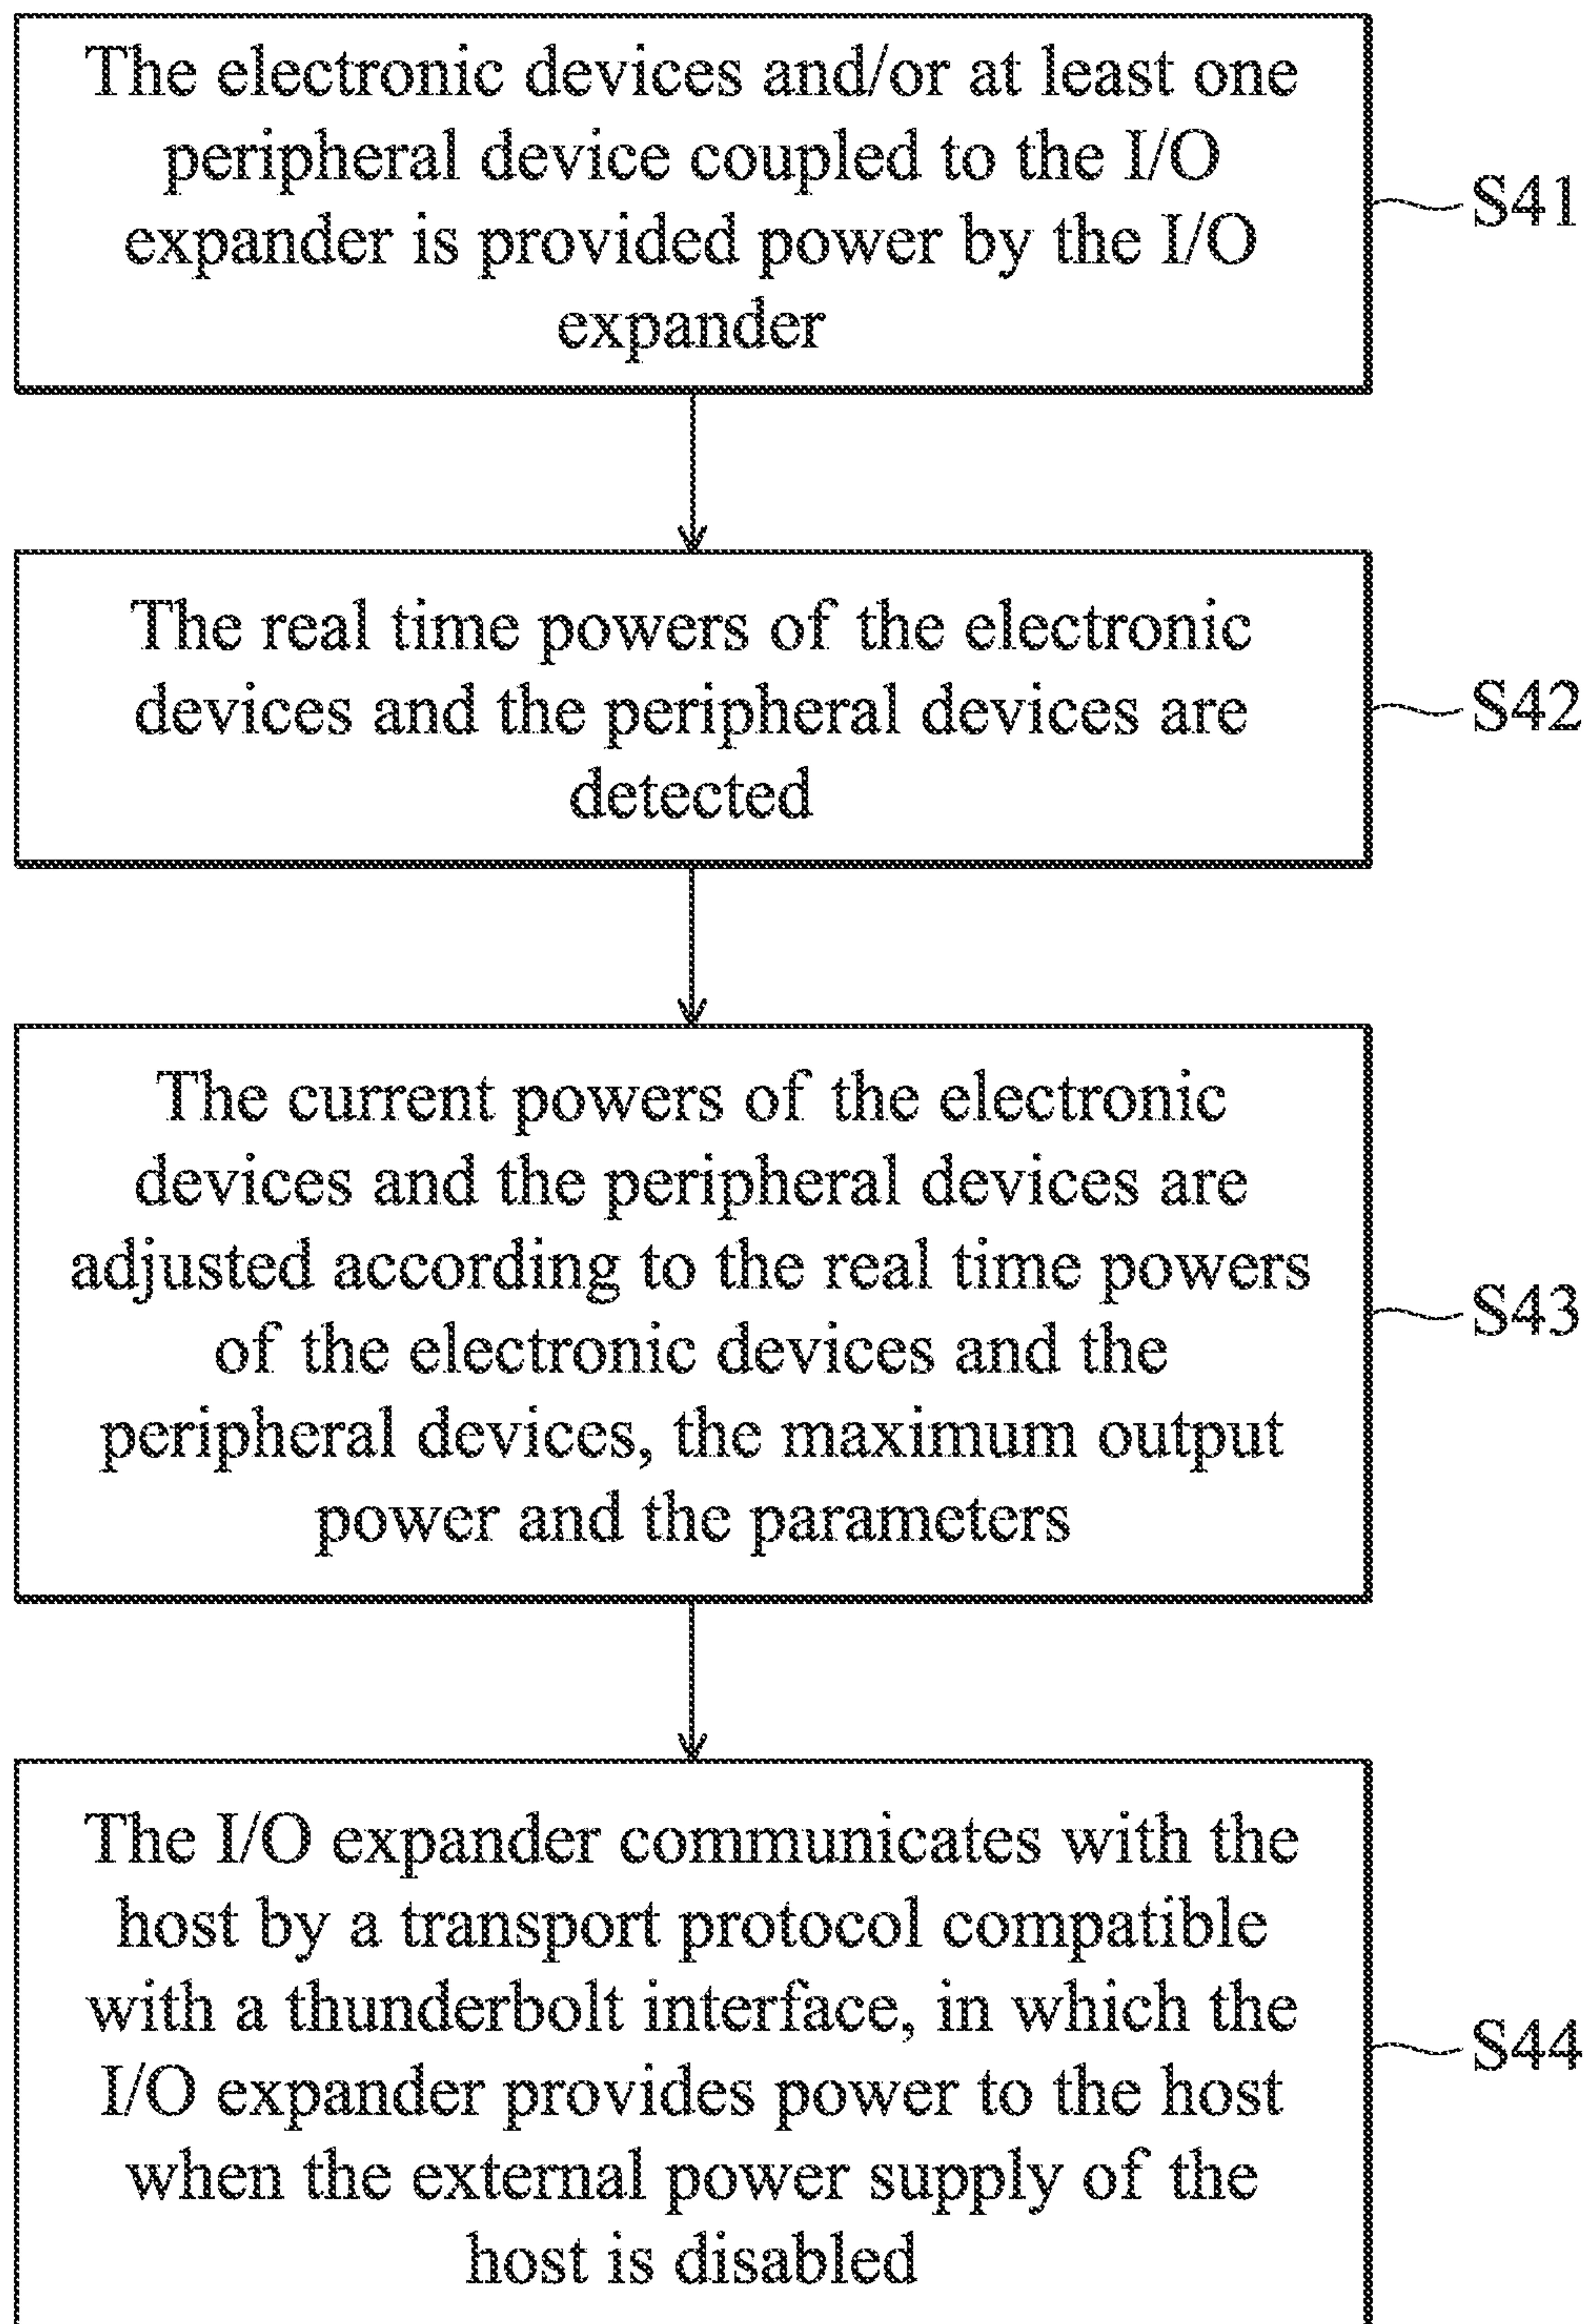 The electronic devices and/or at least one
peripheral device coupled to the I/O
expander is provided power by the I/O
expander
S41
The real time powers of the electronic
devices and the peripheral devices are
detected
S42
The current powers of the electronic
devices and the peripheral devices are
adjusted according to the real time powers
of the electronic devices and the
peripheral devices, the maximum output
power and the parameters
S43
The I/O expander communicates with the
host by a transport protocol compatible
with a thunderbolt interface, in which the
I/O expander provides power to the host
when the external power supply of the
host is disabled
S44